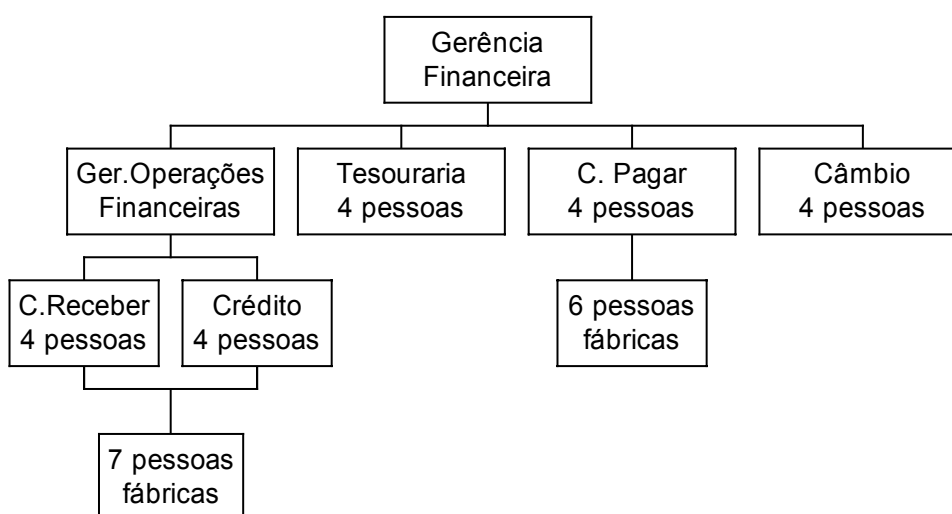 Gerência
Financeira
Ger.Operações
Financeiras
Tesouraria
4 pessoas
C. Pagar
4 pessoas
Câmbio
4 pessoas
C.Receber
4 pessoas
Crédito
4 pessoas
6 pessoas
fábricas
7 pessoas
fábricas